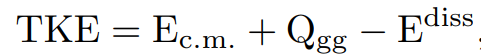 TKE = E_{c.m.} + Q_{gg} − E^{diss},